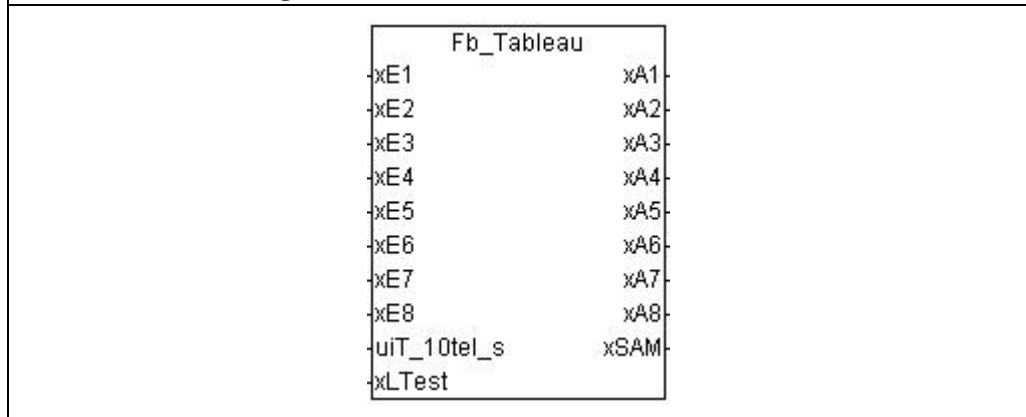 Fb_Tableau
xE1 xA1
xE2 xA2
xE3 xA3
xE4 xA4
xE5 xA5
xE6 xA6
xE7 xA7
xE8 xA8
uiT_10tel_s xSAM
xLTest